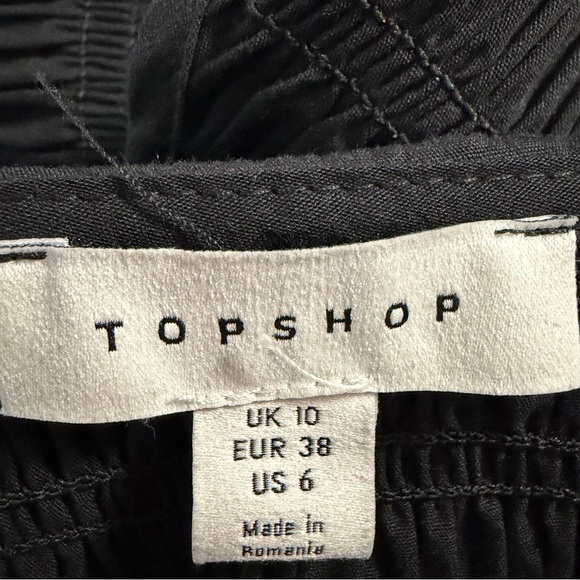 TOPSHOP
UK 10
EUR 38
US 6
Made in
Romania